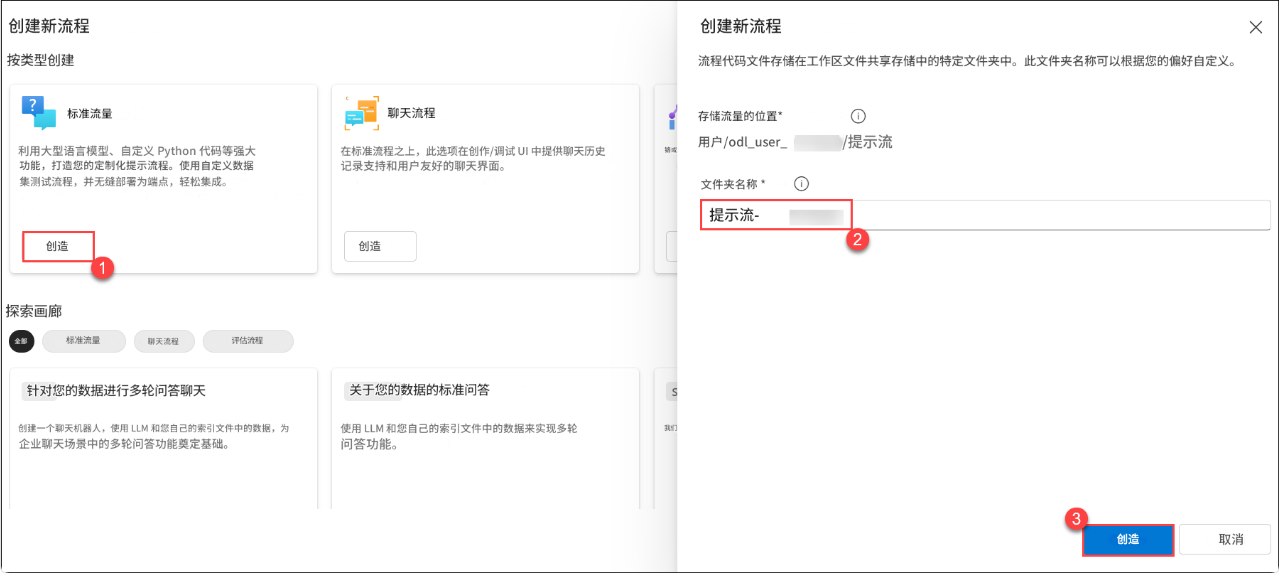 创建新流程
按类型创建
标准流量
利用大型语言模型、自定义 Python 代码等强大
功能，打造您的定制化提示流程。使用自定义数据
集测试流程，并无缝部署为端点，轻松集成。
创造
1
聊天流程
在标准流程之上，此选项在创作/调试 UI 中提供聊天历史
记录支持和用户友好的聊天界面。
创造
探索画廊
全部
标准流量
聊天流程
评估流程
针对您的数据进行多轮问答聊天
创建一个聊天机器人，使用 LLM 和您自己的索引文件中的数据，为
企业聊天场景中的多轮问答功能奠定基础。
关于您的数据的标准问答
使用 LLM 和您自己的索引文件中的数据来实现多轮
问答功能。
S
我们
创建新流程
流程代码文件存储在工作区文件共享存储中的特定文件夹中。此文件夹名称可以根据您的偏好自定义。
存储流量的位置*
用户/odl_user_ /提示流
文件夹名称 *
提示流-
2
3
创造
取消